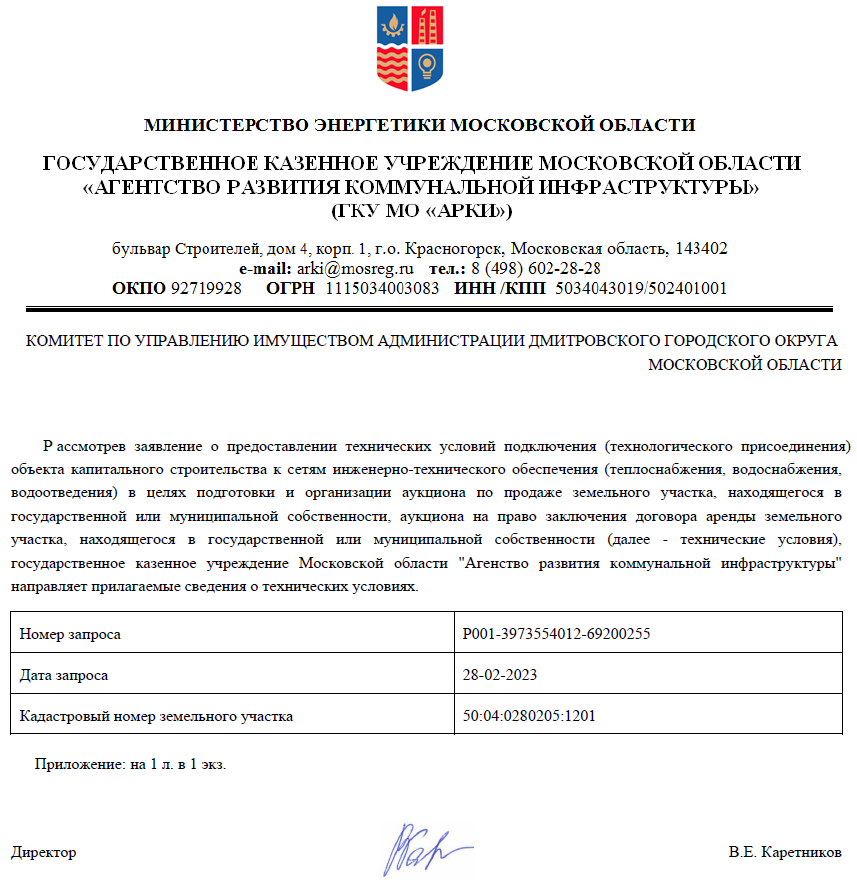 МИНИСТЕРСТВО ЭНЕРГЕТИКИ МОСКОВСКОЙ ОБЛАСТИ
ГОСУДАРСТВЕННОЕ КАЗЕННОЕ УЧРЕЖДЕНИЕ МОСКОВСКОЙ ОБЛАСТИ
«АГЕНТСТВО РАЗВИТИЯ КОММУНАЛЬНОЙ ИНФРАСТРУКТУРЫ»
(ГКУ МО «АРКИ»)
бульвар Строителей, дом 4, корп. 1, г.о. Красногорск, Московская область, 143402
e-mail: arki@mosreg.ru тел.: 8 (498) 602-28-28
ОКПО 92719928 ОГРН 1115034003083 ИНН /КПП 5034043019/502401001
КОМИТЕТ ПО УПРАВЛЕНИЮ ИМУЩЕСТВОМ АДМИНИСТРАЦИИ ДМИТРОВСКОГО ГОРОДСКОГО ОКРУГА
МОСКОВСКОЙ ОБЛАСТИ
Р ассмотрев заявление о предоставлении технических условий подключения (технологического присоединения)
объекта капитального строительства к сетям инженерно-технического обеспечения (теплоснабжения, водоснабжения,
водоотведения) в целях подготовки и организации аукциона по продаже земельного участка, находящегося в
государственной или муниципальной собственности, аукциона на право заключения договора аренды земельного
участка, находящегося в государственной или муниципальной собственности (далее - технические условия),
государственное казенное учреждение Московской области "Агенство развития коммунальной инфраструктуры"
направляет прилагаемые сведения о технических условиях.
Номер запроса P001-3973554012-69200255
Дата запроса 28-02-2023
Кадастровый номер земельного участка 50:04:0280205:1201
Приложение: на 1 л. в 1 экз.
Директор В.Е. Каретников